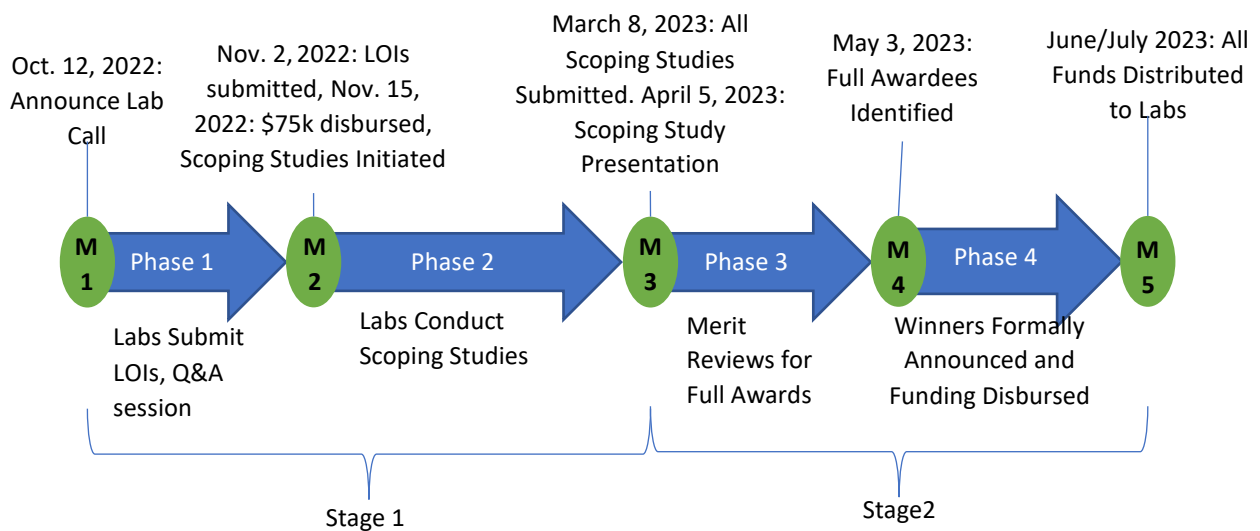 Oct. 12, 2022:
Announce Lab
Call
Nov. 2, 2022: LOIs
submitted, Nov. 15,
2022: $75k disbursed,
Scoping Studies Initiated
March 8, 2023: All
Scoping Studies
Submitted. April 5, 2023:
Scoping Study
Presentation
May 3, 2023:
Full Awardees
Identified
June/July 2023: All
Funds Distributed
to Labs
M
1
Phase 1
M
2
Phase 2
M
3
Phase 3
M
4
Phase 4
M
5
Labs Submit
LOIs, Q&A
session
Labs Conduct
Scoping Studies
Merit
Reviews for
Full Awards
Winners Formally
Announced and
Funding Disbursed
Stage 1
Stage2